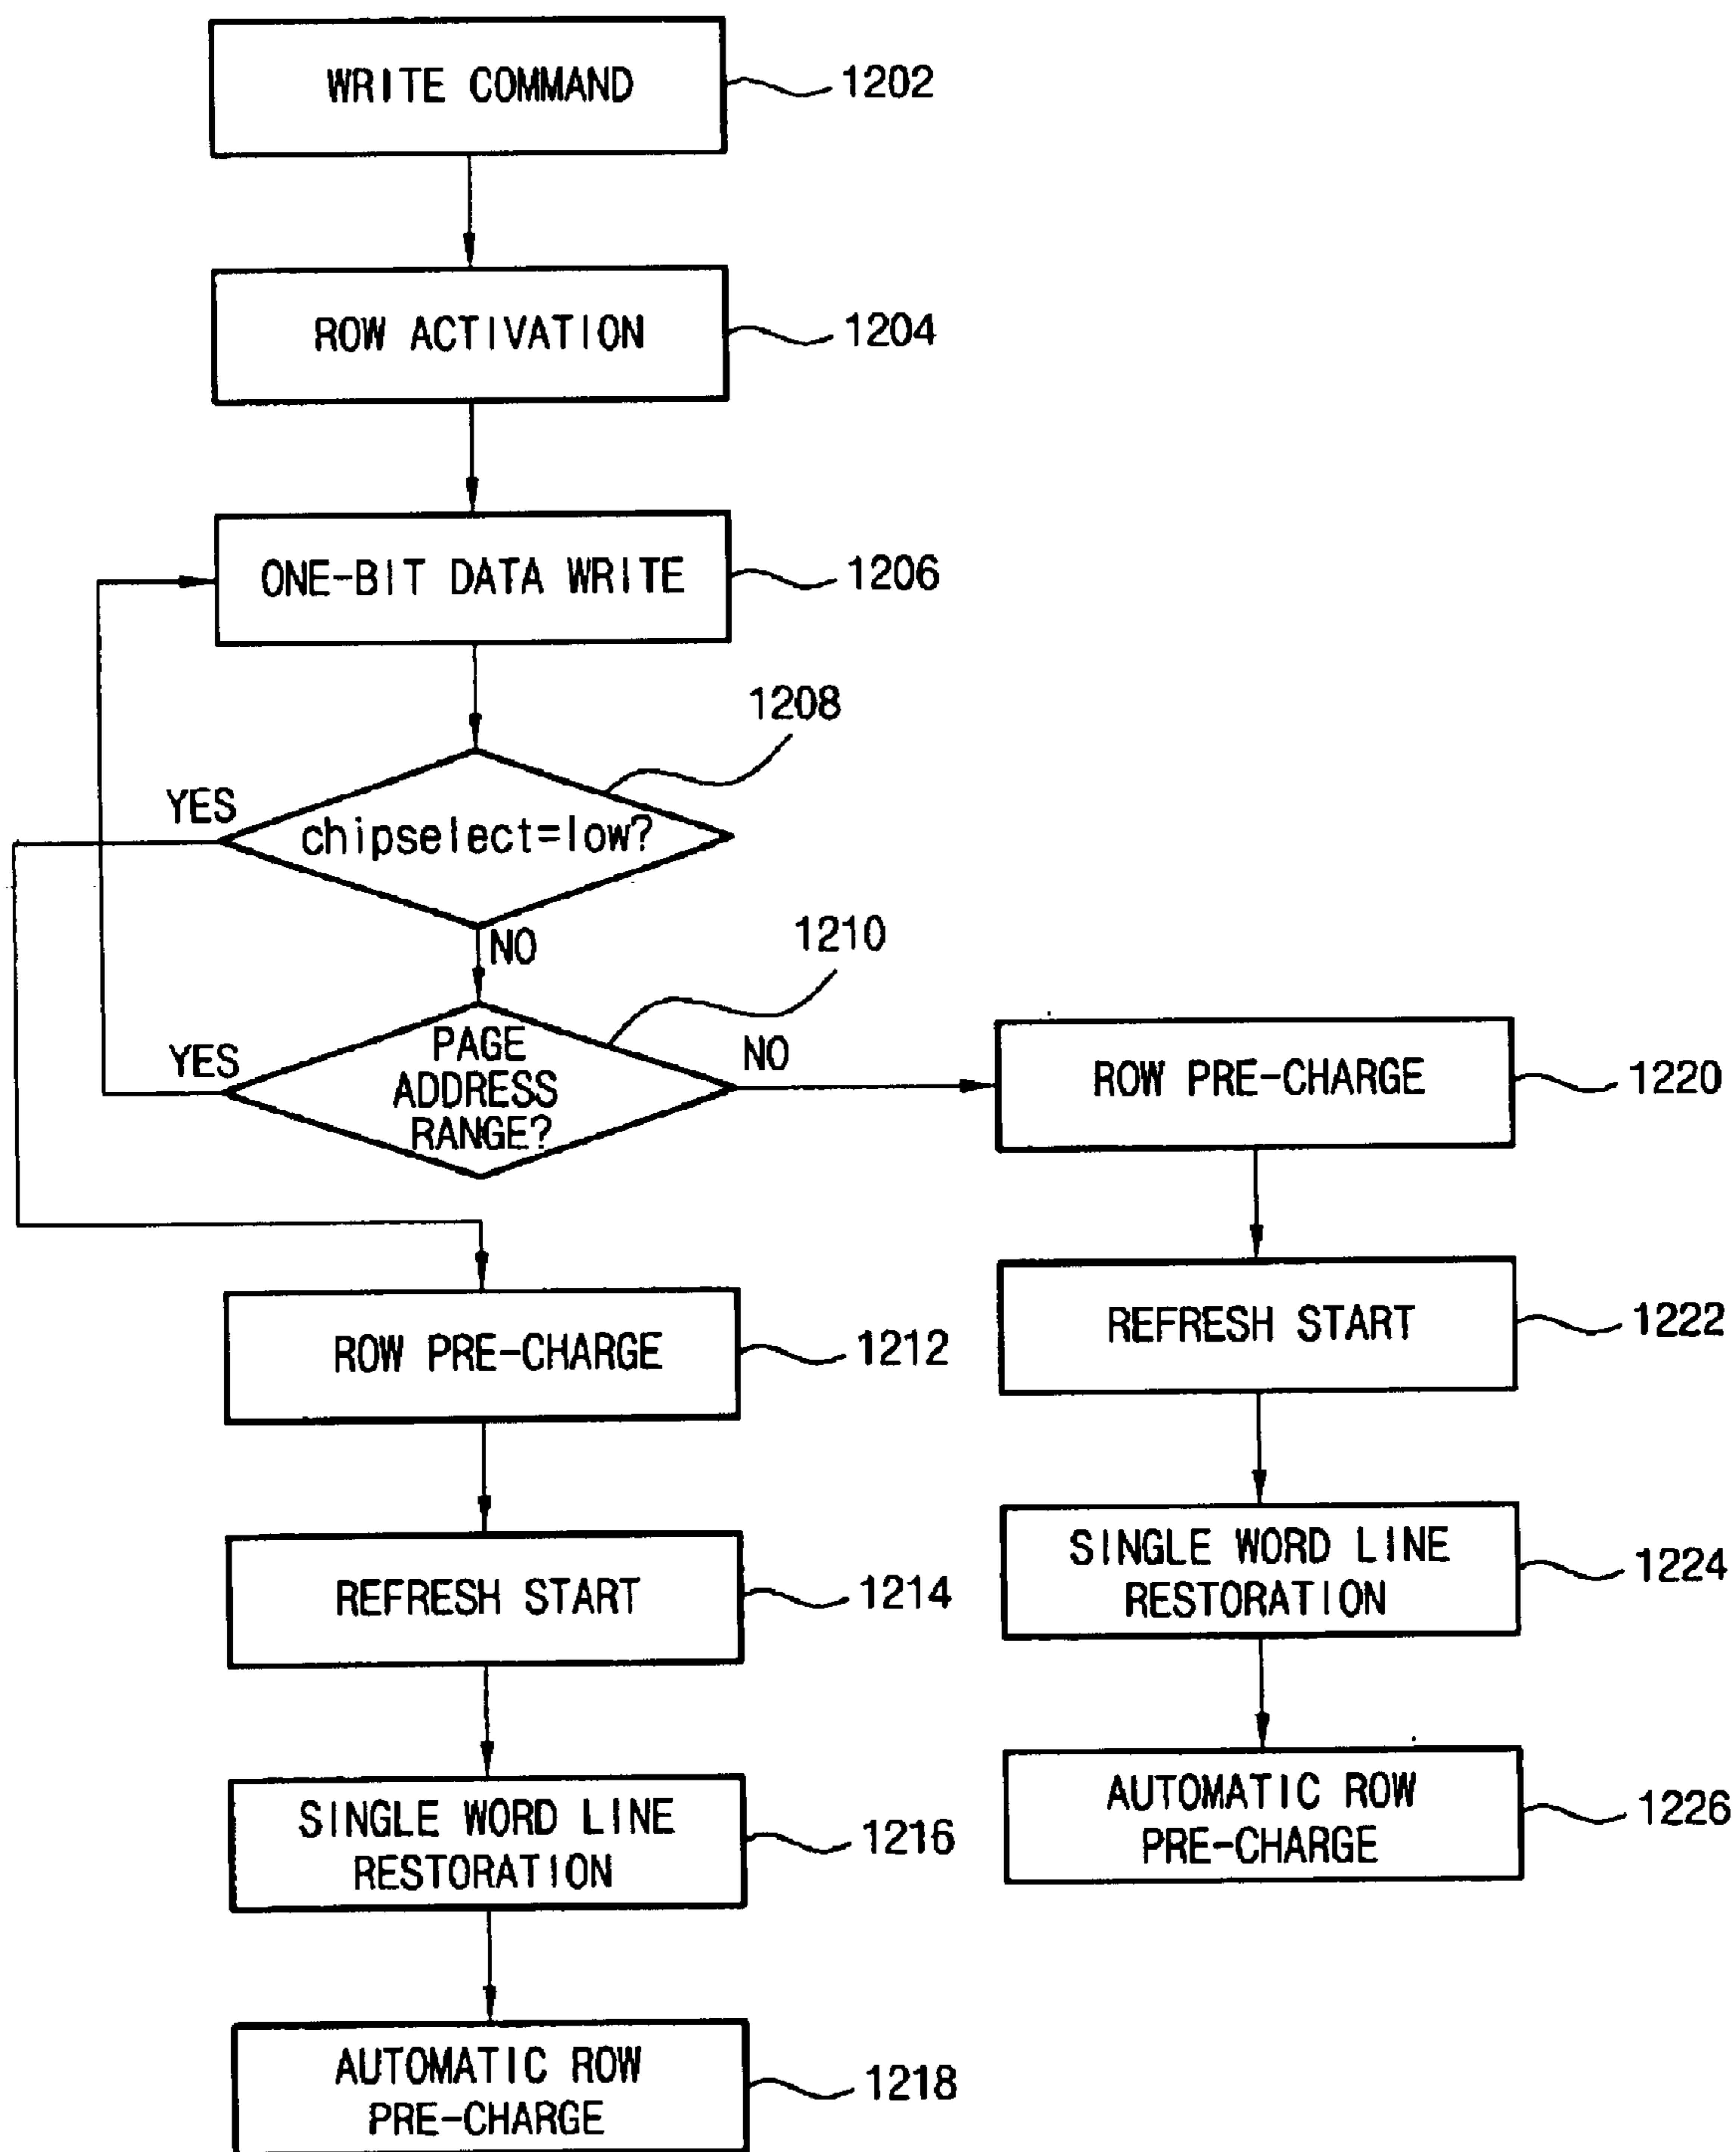 WRITE COMMAND
1202
ROW ACTIVATION
1204
ONE-BIT DATA WRITE
1206
1208
YES
chipselect=low?
NO
1210
YES
PAGE
ADDRESS
RANGE?
NO
ROW PRE-CHARGE
1220
REFRESH START
1222
ROW PRE-CHARGE
1212
SINGLE WORD LINE
RESTORATION
1224
REFRESH START
1214
AUTOMATIC ROW
PRE-CHARGE
1226
SINGLE WORD LINE
RESTORATION
1216
AUTOMATIC ROW
PRE-CHARGE
1218